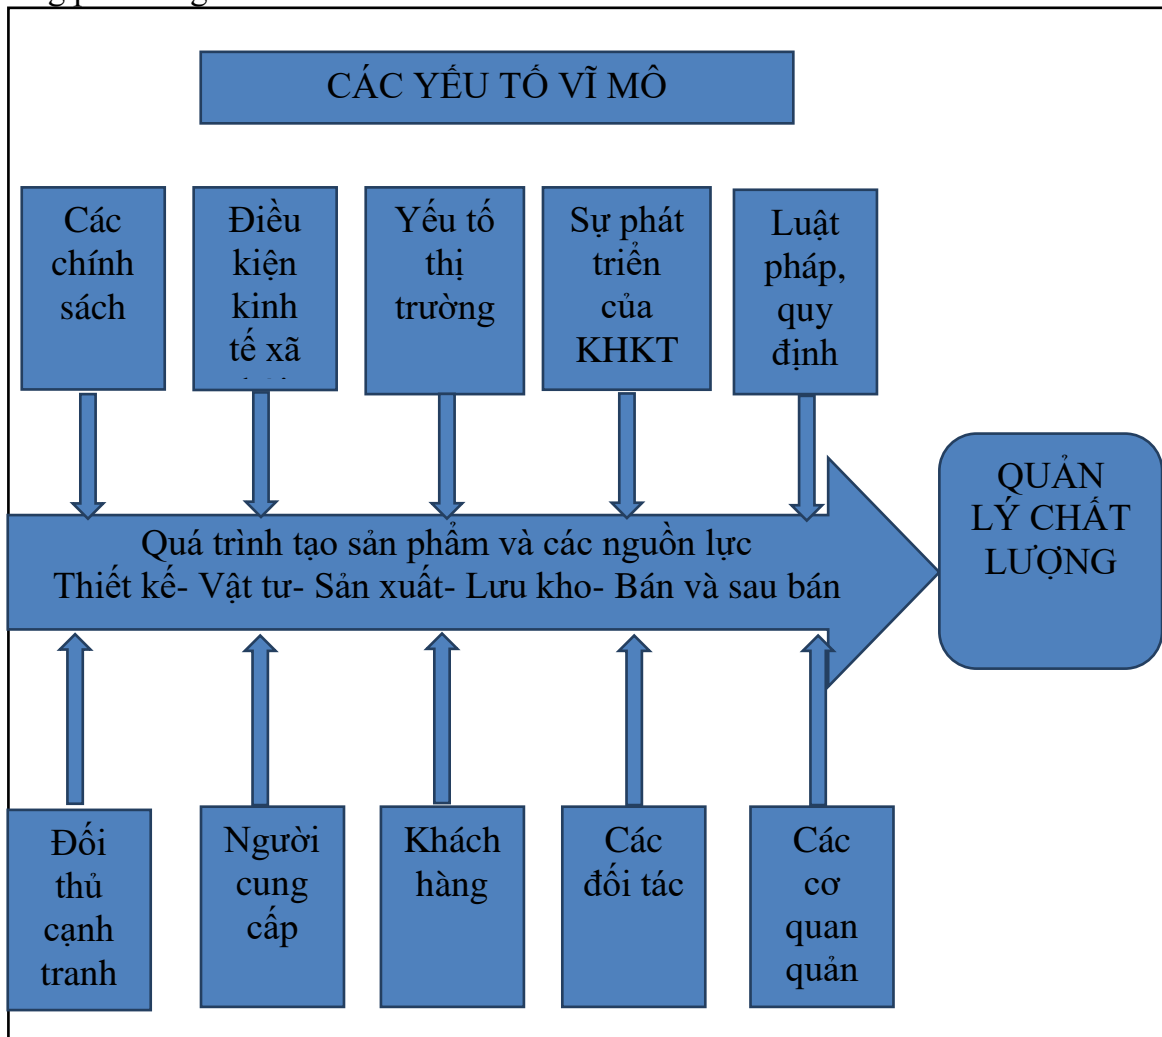 CÁC YẾU TỐ VĨ MÔ
Các
chính
sách
Điều
kiện
kinh
tế xã
Yếu tố
thị
trường
Sự phát
triển
của
KHKT
Luật
pháp,
quy
định
QUẢN
LÝ CHẤT
LƯỢNG
Quá trình tạo sản phẩm và các nguồn lực
Thiết kế- Vật tư- Sản xuất- Lưu kho- Bán và sau bán
Đối
thủ
cạnh
tranh
Người
cung
cấp
Khách
hàng
Các
đối tác
Các
cơ
quan
quản